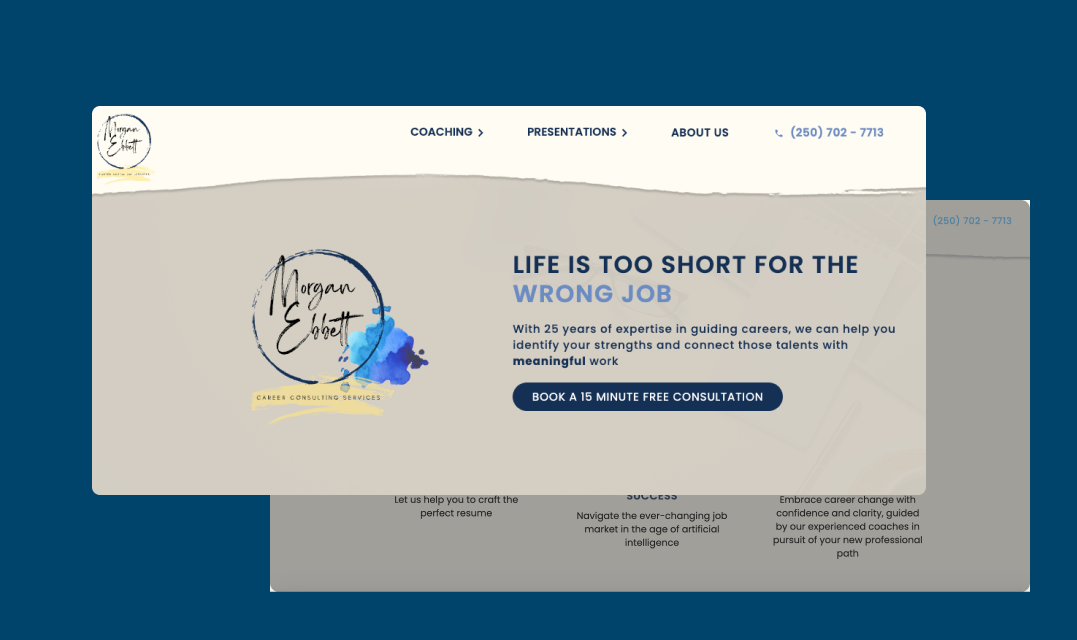 Morgan
Ebbett
CAREER CONSULTING SERVICES
COACHING
PRESENTATIONS
ABOUT US
(250) 702 - 7713
Morgan
Ebbett
CAREER CONSULTING SERVICES
LIFE IS TOO SHORT FOR THE
WRONG JOB
With 25 years of expertise in guiding careers, we can help you
identify your strengths and connect those talents with
meaningful work
BOOK A 15 MINUTE FREE CONSULTATION
(250) 702 - 7713
Let us help you to craft the
perfect resume
SUCCESS
Navigate the ever-changing job
market in the age of artificial
intelligence
Embrace career change with
confidence and clarity, guided
by our experienced coaches in
pursuit of your new professional
path